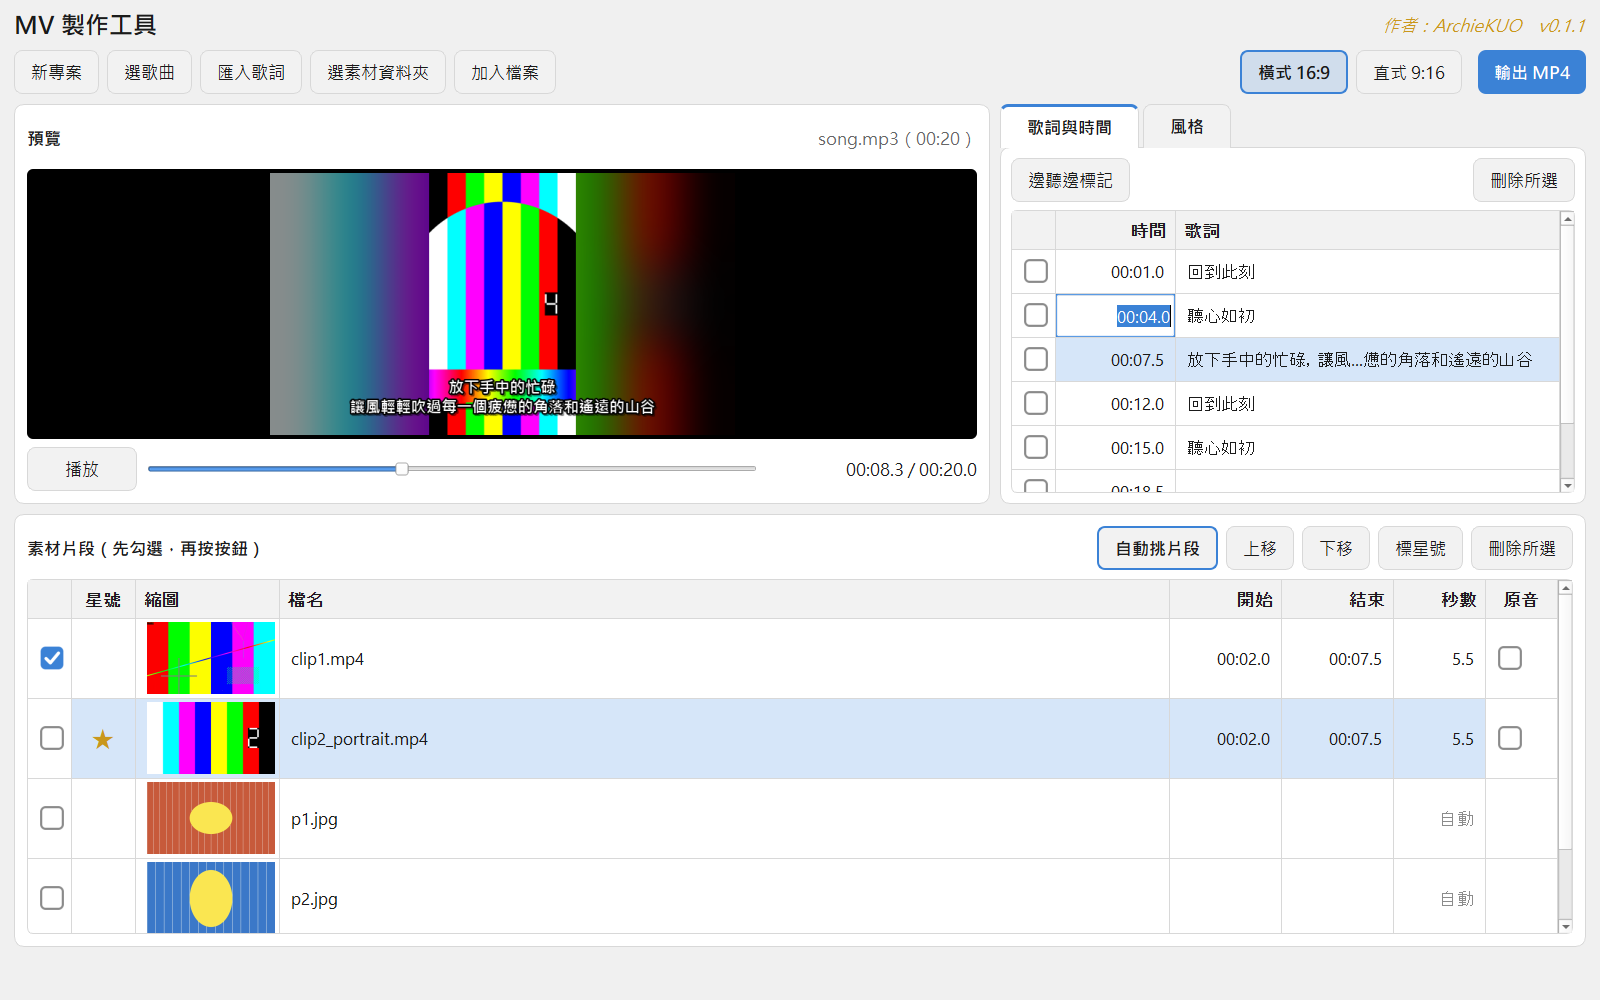 MV 製作工具
作者：ArchieKUO v0.1.1
新專案 選歌曲 匯入歌詞 選素材資料夾 加入檔案 橫式 16:9 直式 9:16 輸出 MP4
預覽 song.mp3（00:20）
4
放下手中的忙碌
讓風輕輕吹過每一個疲憊的角落和遙遠的山谷
播放 00:08.3 / 00:20.0
歌詞與時間 風格
邊聽邊標記 刪除所選
時間 歌詞
00:01.0 回到此刻
00:04.0 聽心如初
00:07.5 放下手中的忙碌, 讓風...憊的角落和遙遠的山谷
00:12.0 回到此刻
00:15.0 聽心如初
00:18.5
素材片段（先勾選，再按按鈕） 自動挑片段 上移 下移 標星號 刪除所選
星號 縮圖 檔名 開始 結束 秒數 原音
clip1.mp4 00:02.0 00:07.5 5.5
★ 2 clip2_portrait.mp4 00:02.0 00:07.5 5.5
p1.jpg 自動
p2.jpg 自動